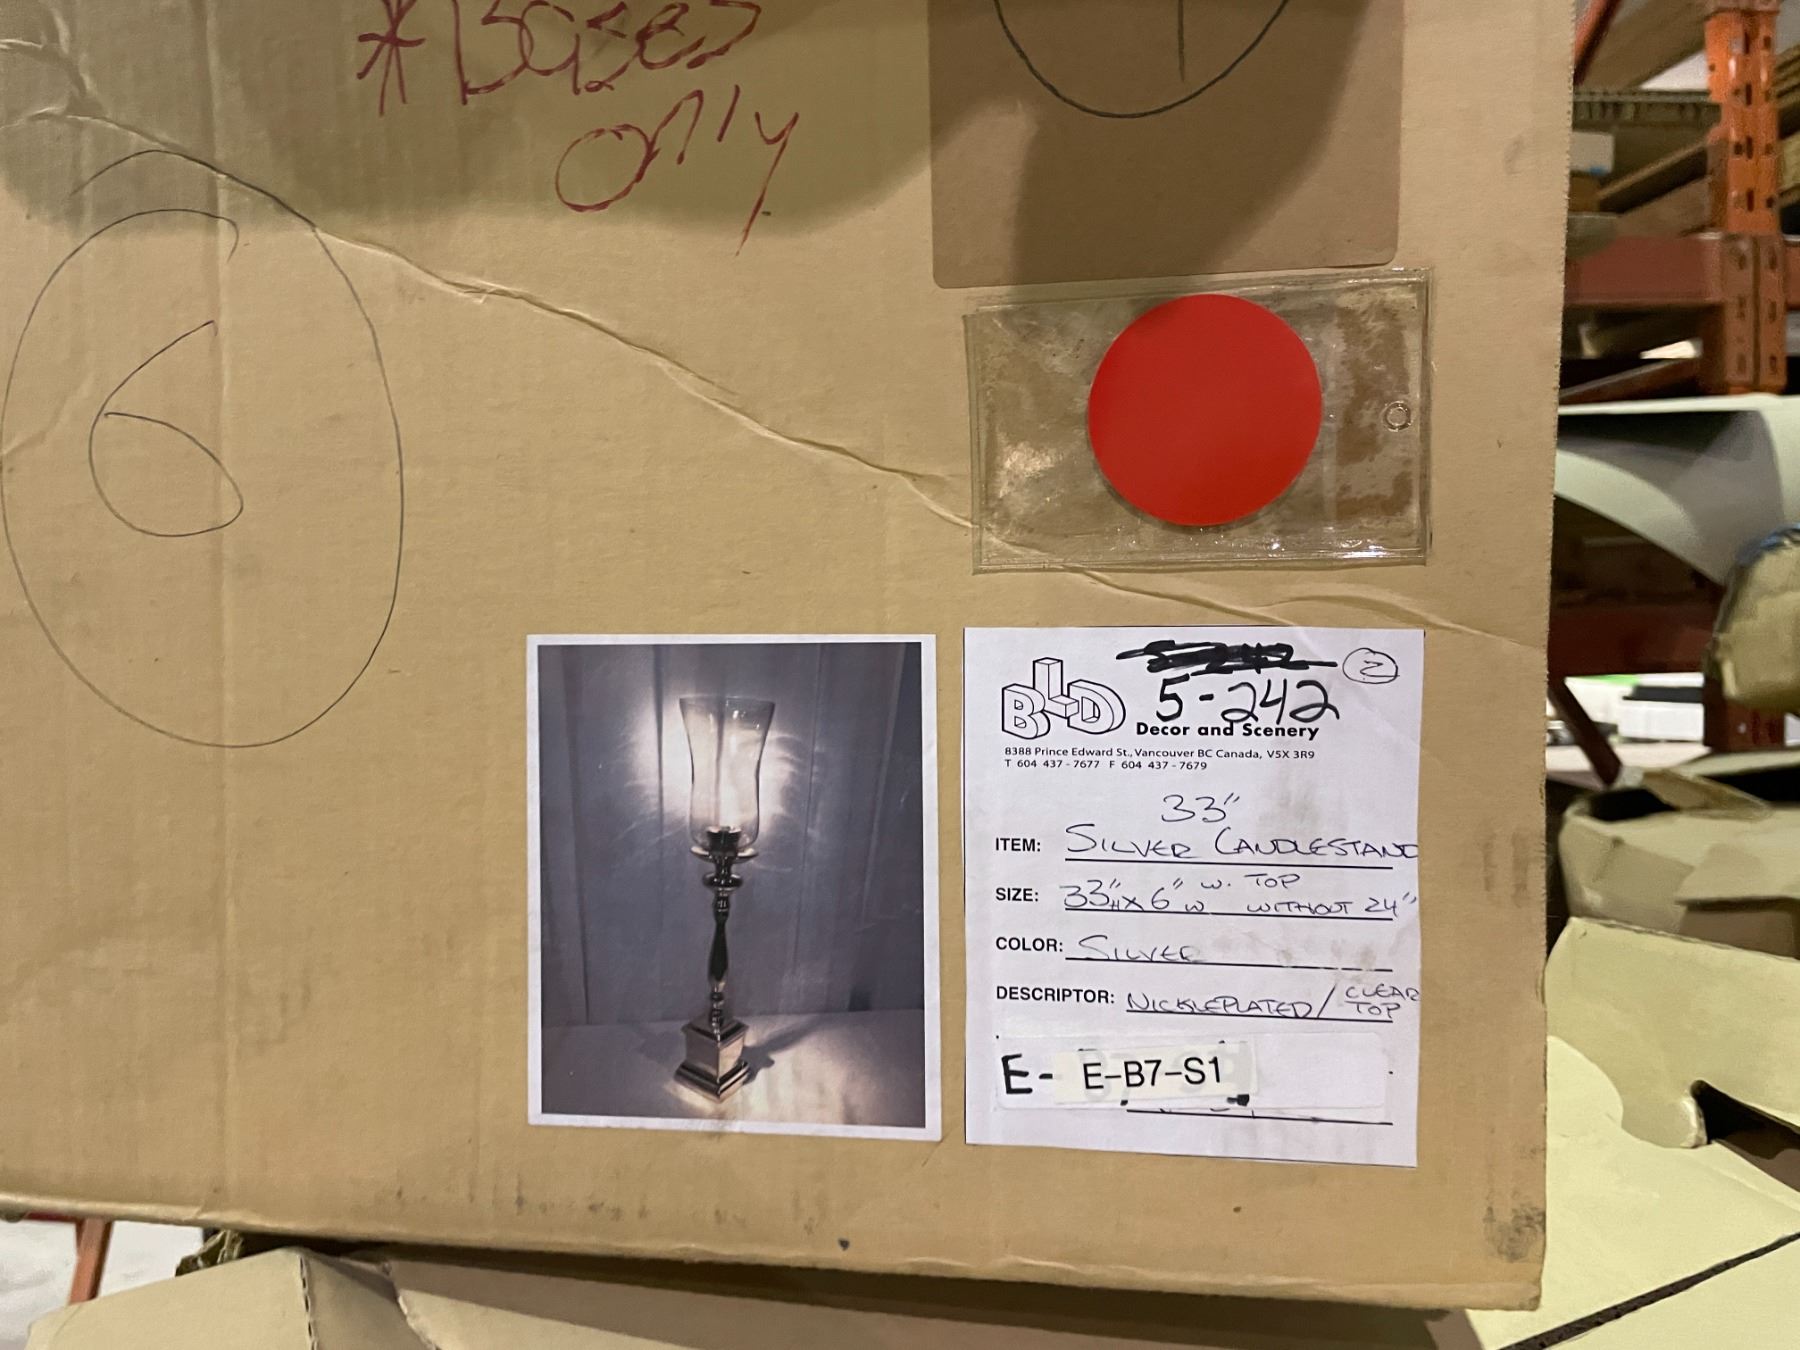 *Bases
only
6
5-242
2
BLD
Decor and Scenery
8388 Prince Edward St., Vancouver BC Canada, V5X 3R9
T 604 437-7677 F 604 437-7679
33"
ITEM: SILVER CANDLESTAND
SIZE: 33"H x 6" W W. TOP WITHOUT 24"
COLOR: SILVER
DESCRIPTOR: NICKLEPLATED / CLEAR TOP
E- E-B7-S1